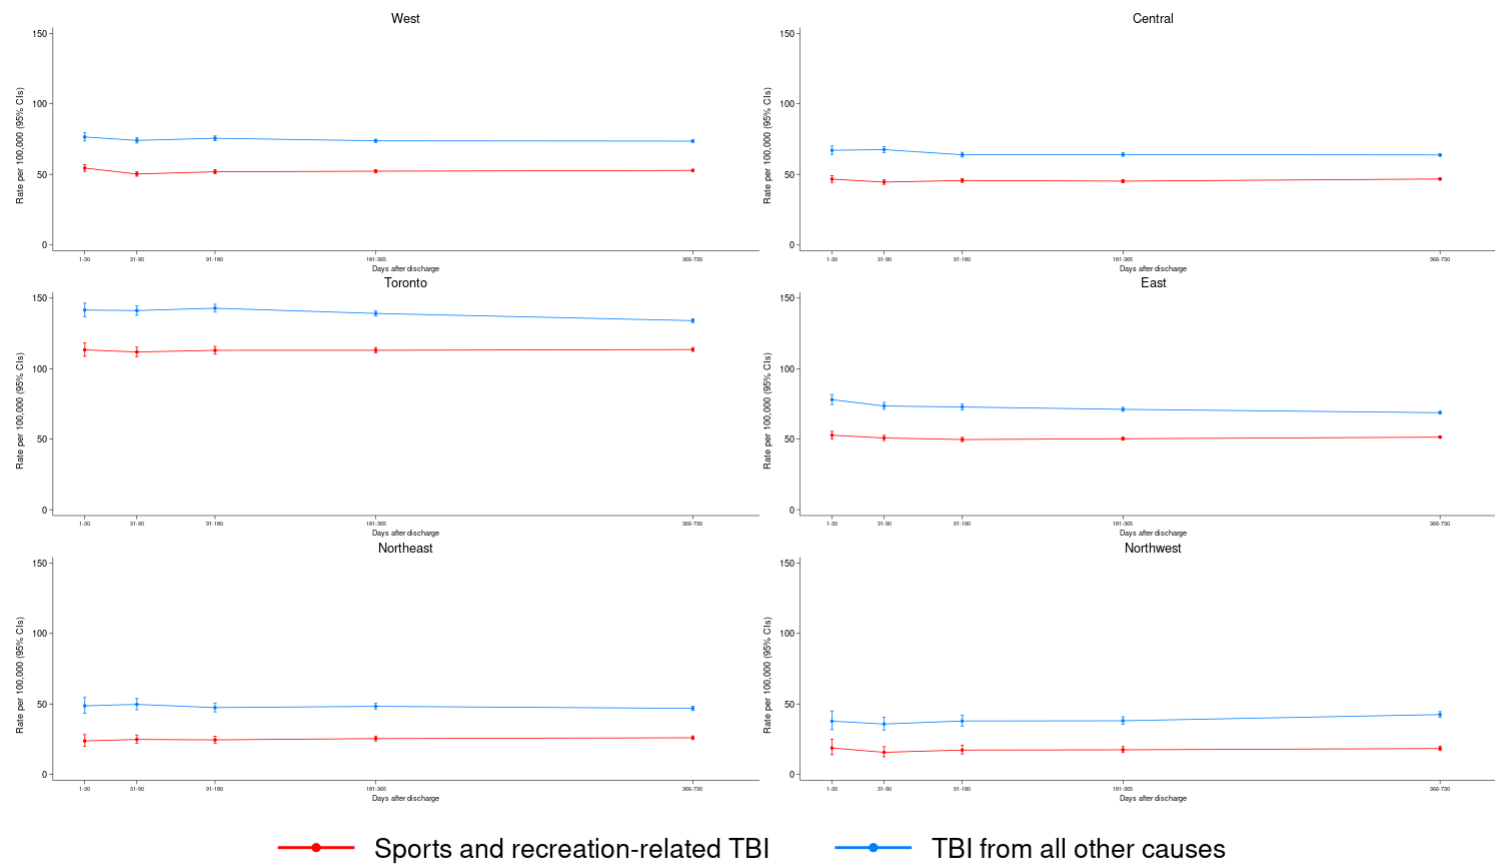 West
150
100
50
0
Rate per 100,000 (95% CIs)
1-30
31-90
91-180
181-365
366-730
Days after discharge
Central
150
100
50
0
Rate per 100,000 (95% CIs)
1-30
31-90
91-180
181-365
366-730
Days after discharge
Toronto
150
100
50
0
Rate per 100,000 (95% CIs)
1-30
31-90
91-180
181-365
366-730
Days after discharge
East
150
100
50
0
Rate per 100,000 (95% CIs)
1-30
31-90
91-180
181-365
366-730
Days after discharge
Northeast
150
100
50
0
Rate per 100,000 (95% CIs)
1-30
31-90
91-180
181-365
366-730
Days after discharge
Northwest
150
100
50
0
Rate per 100,000 (95% CIs)
1-30
31-90
91-180
181-365
366-730
Days after discharge
Sports and recreation-related TBI
TBI from all other causes